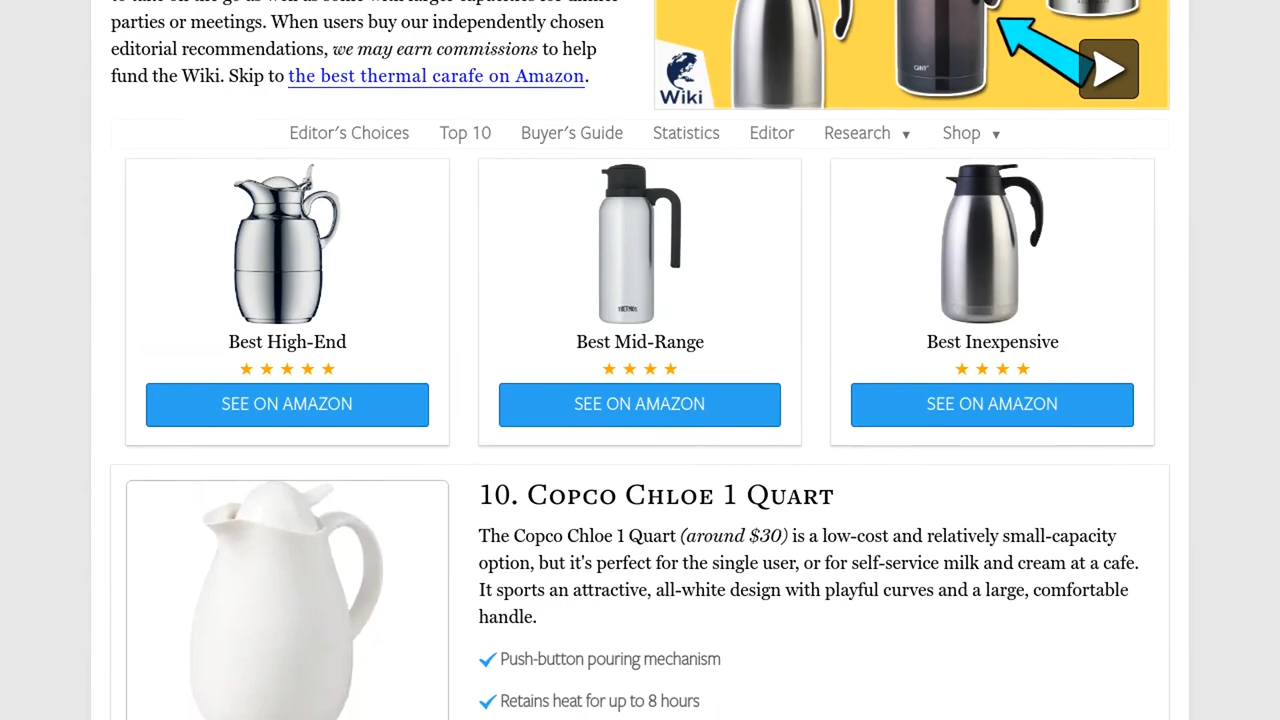 parties or meetings. When users buy our independently chosen
editorial recommendations, we may earn commissions to help
fund the Wiki. Skip to the best thermal carafe on Amazon.
Wiki
Editor's Choices Top 10 Buyer's Guide Statistics Editor Research ▼ Shop ▼
THERMOS
Best High-End
Best Mid-Range
Best Inexpensive
★ ★ ★ ★ ★
★ ★ ★ ★
★ ★ ★ ★
SEE ON AMAZON
SEE ON AMAZON
SEE ON AMAZON
10. Copco Chloe 1 Quart
The Copco Chloe 1 Quart (around $30) is a low-cost and relatively small-capacity
option, but it's perfect for the single user, or for self-service milk and cream at a cafe.
It sports an attractive, all-white design with playful curves and a large, comfortable
handle.
Push-button pouring mechanism
Retains heat for up to 8 hours